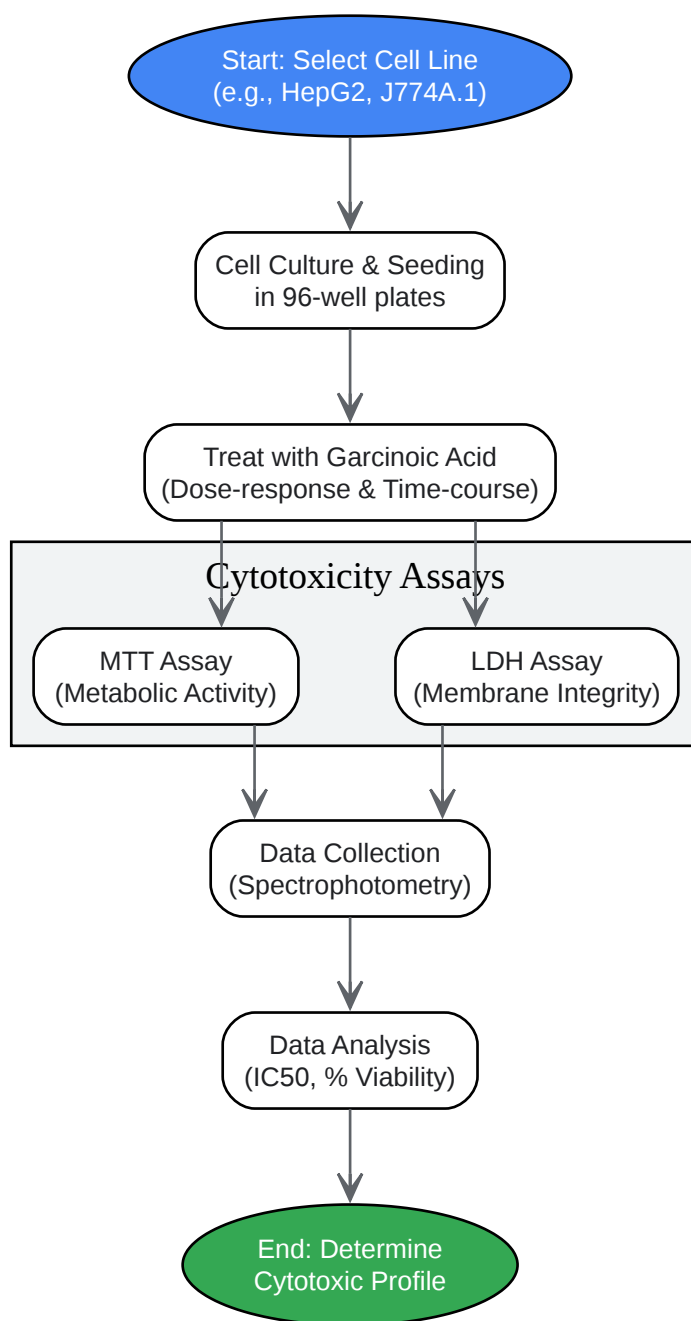 Start: Select Cell Line
(e.g., HepG2, J774A.1)
Cell Culture & Seeding
in 96-well plates
Treat with Garcinoic Acid
(Dose-response & Time-course)
Cytotoxicity Assays
MTT Assay
(Metabolic Activity)
LDH Assay
(Membrane Integrity)
Data Collection
(Spectrophotometry)
Data Analysis
(IC50, % Viability)
End: Determine
Cytotoxic Profile